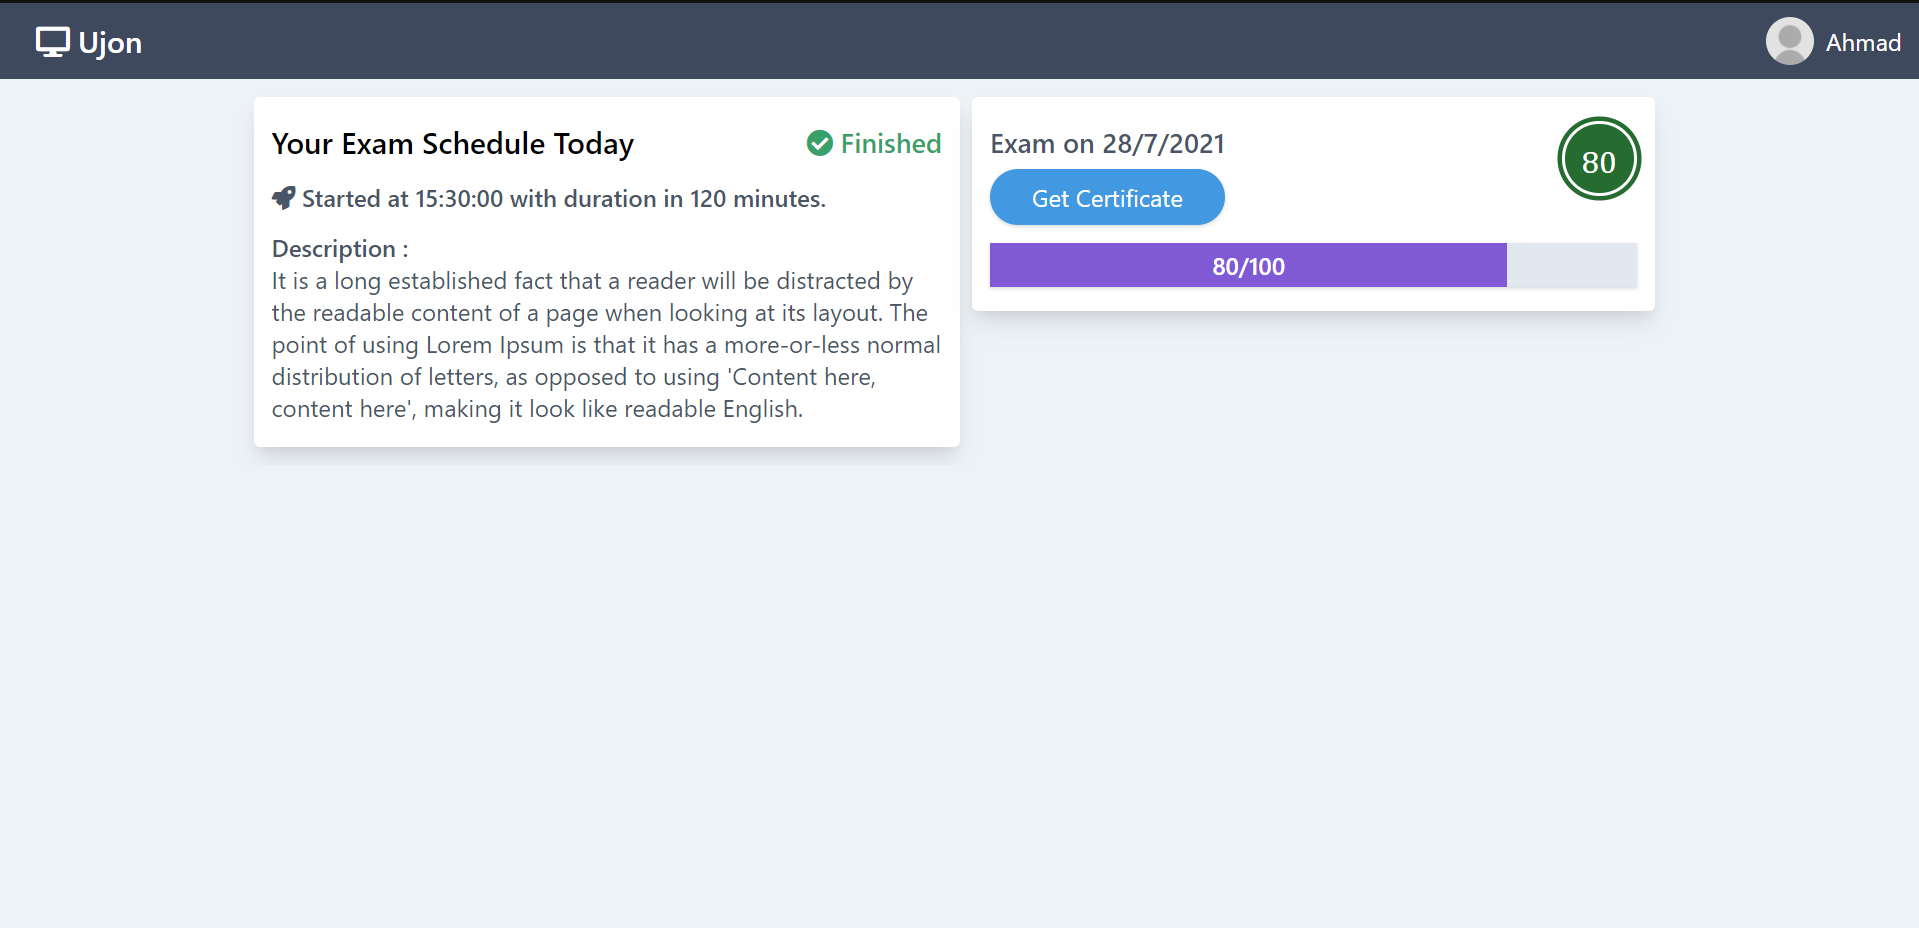 Ujon
Ahmad
Your Exam Schedule Today
Finished
Started at 15:30:00 with duration in 120 minutes.
Description :
It is a long established fact that a reader will be distracted by
the readable content of a page when looking at its layout. The
point of using Lorem Ipsum is that it has a more-or-less normal
distribution of letters, as opposed to using 'Content here,
content here', making it look like readable English.
Exam on 28/7/2021
80
Get Certificate
80/100